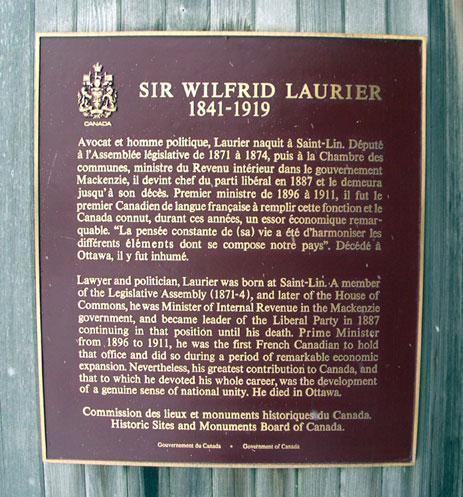 SIR WILFRID LAURIER
1841-1919
CANADA
Avocat et homme politique, Laurier naquit à Saint-Lin. Député
à l'Assemblée législative de 1871 à 1874, puis à la Chambre des
communes, ministre du Revenu intérieur dans le gouvernement
Mackenzie, il devint chef du parti libéral en 1887 et le demeura
jusqu'à son décès. Premier ministre de 1896 à 1911, il fut le
premier Canadien de langue française à remplir cette fonction et le
Canada connut, durant ces années, un essor économique remar-
quable. "La pensée constante de (sa) vie a été d'harmoniser les
différents éléments dont se compose notre pays". Décédé à
Ottawa, il y fut inhumé.
Lawyer and politician, Laurier was born at Saint-Lin. A member
of the Legislative Assembly (1871-4), and later of the House of
Commons, he was Minister of Internal Revenue in the Mackenzie
government, and became leader of the Liberal Party in 1887
continuing in that position until his death. Prime Minister
from 1896 to 1911, he was the first French Canadian to hold
that office and did so during a period of remarkable economic
expansion. Nevertheless, his greatest contribution to Canada, and
that to which he devoted his whole career, was the development
of a genuine sense of national unity. He died in Ottawa.
Commission des lieux et monuments historiques du Canada.
Historic Sites and Monuments Board of Canada.
Gouvernement du Canada • Government of Canada